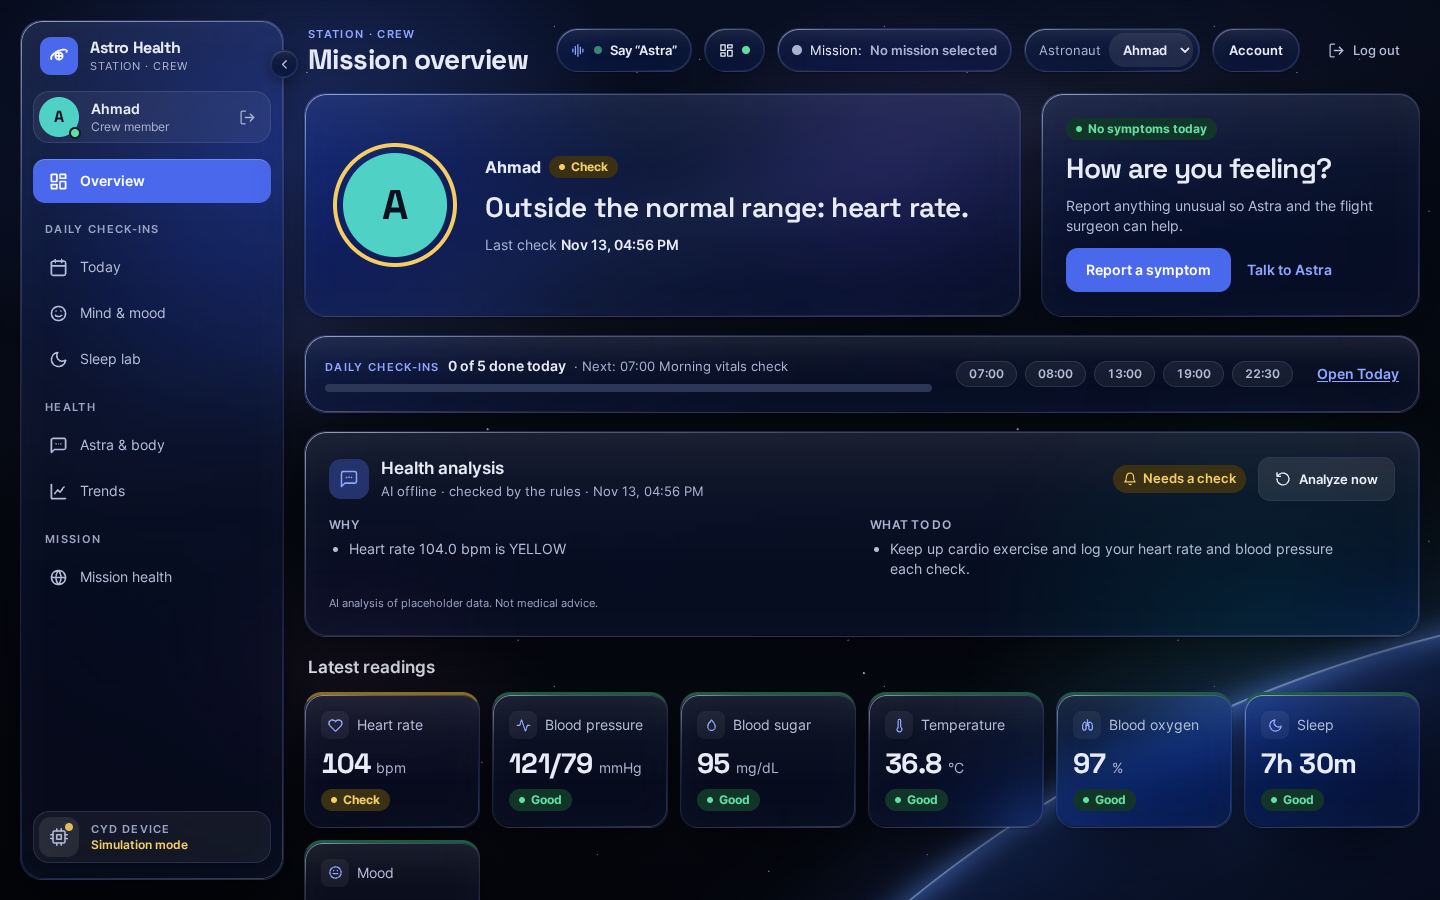 Astro Health
STATION · CREW
A
Ahmad
Crew member
Overview
DAILY CHECK-INS
Today
Mind & mood
Sleep lab
HEALTH
Astra & body
Trends
MISSION
Mission health
CYD DEVICE
Simulation mode
STATION · CREW
Mission overview
Say “Astra”
Mission: No mission selected
Astronaut Ahmad
Account
Log out
A
Ahmad
Check
Outside the normal range: heart rate.
Last check Nov 13, 04:56 PM
No symptoms today
How are you feeling?
Report anything unusual so Astra and the flight
surgeon can help.
Report a symptom
Talk to Astra
DAILY CHECK-INS 0 of 5 done today · Next: 07:00 Morning vitals check
07:00
08:00
13:00
19:00
22:30
Open Today
Health analysis
AI offline · checked by the rules · Nov 13, 04:56 PM
Needs a check
Analyze now
WHY
• Heart rate 104.0 bpm is YELLOW
WHAT TO DO
• Keep up cardio exercise and log your heart rate and blood pressure
each check.
AI analysis of placeholder data. Not medical advice.
Latest readings
Heart rate
104 bpm
Check
Blood pressure
121/79 mmHg
Good
Blood sugar
95 mg/dL
Good
Temperature
36.8 °C
Good
Blood oxygen
97 %
Good
Sleep
7h 30m
Good
Mood